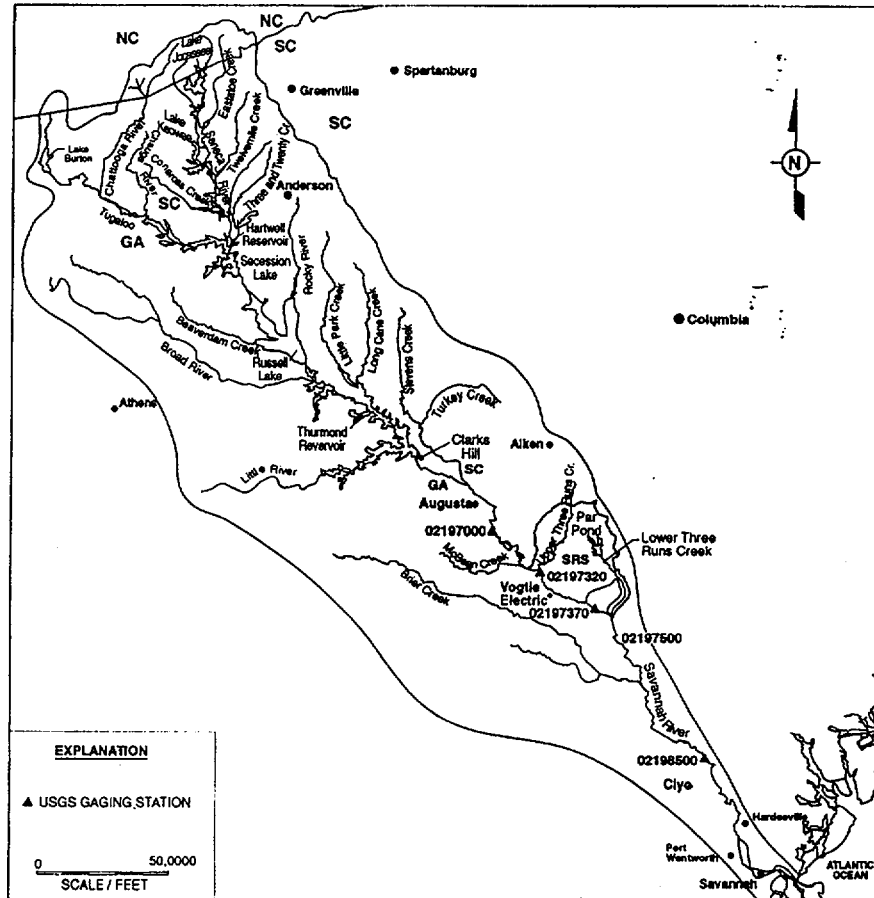 NC
NC
SC
Lake
Jocassee
Eastatoe Creek
Spartanburg
Greenville
SC
Lake
Keowee
Seneca
River
Twelvemile Creek
Lake
Burton
Chattooga River
Chauga
River
Coneross Creek
Three and Twenty Cr.
Anderson
SC
Tugaloo
GA
Hartwell
Reservoir
Secession
Lake
Rocky River
N
Columbia
Little Park Creek
Long Cane Creek
Stevens Creek
Beaverdam Creek
Broad River
Russell
Lake
Turkay Creek
Athens
Thurmond
Reservoir
Clarks
Hill
Aiken
Littl River
SC
GA
Augusta
Upper Three Runs Cr.
Par
Pond
02197000
Lower Three
Runs Creek
McBean Creek
SRS
02197320
Vogtle
Electric
Brier Creek
02197370
02197500
Savannah River
EXPLANATION
02198500
Clyo
USGS GAGING STATION
Hardeeville
0 50,0000
SCALE / FEET
Port
Wentworth
ATLANTIC
OCEAN
Savannah